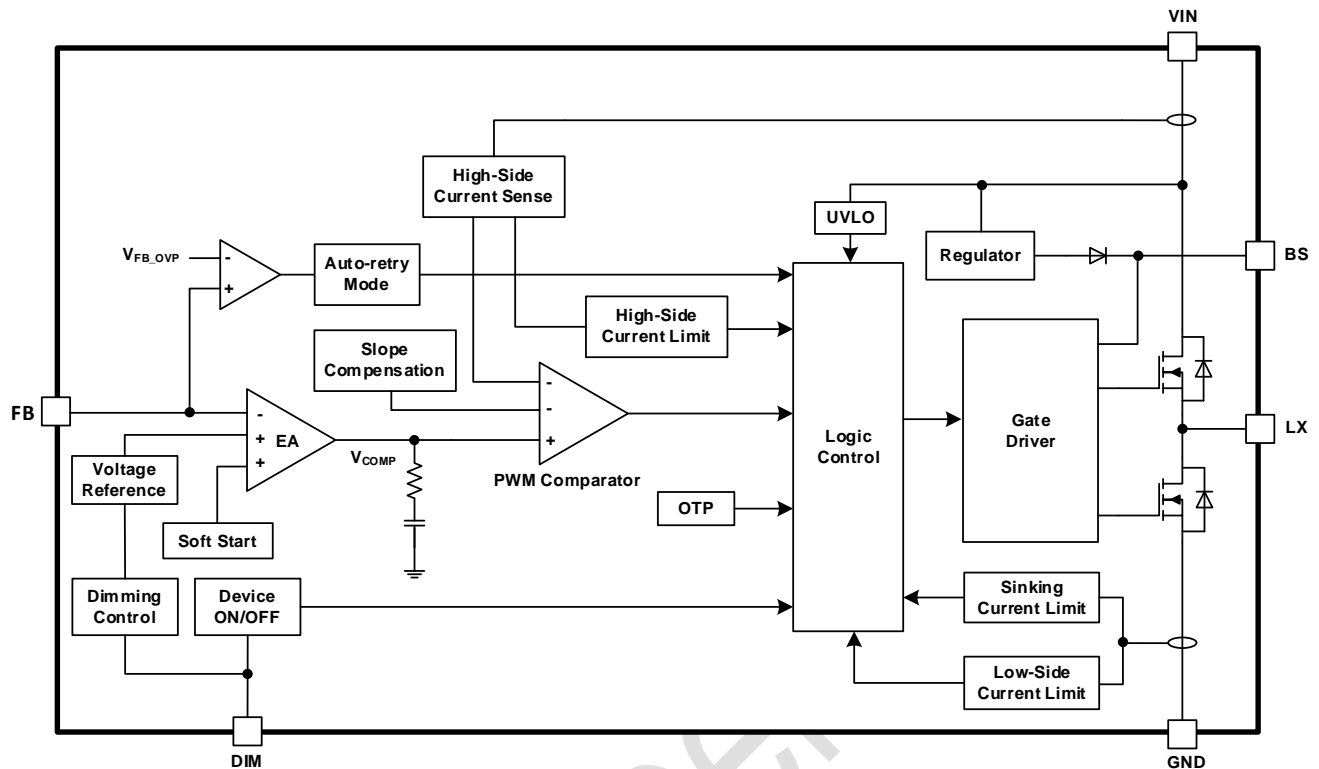 VIN
High-Side
Current Sense
UVLO
V_FB_OVP
-
+
Auto-retry
Mode
Regulator
BS
High-Side
Current Limit
Slope
Compensation
FB
-
+
+
EA
V_COMP
-
-
+
PWM Comparator
Logic
Control
Gate
Driver
LX
Voltage
Reference
Soft Start
OTP
Dimming
Control
Device
ON/OFF
Sinking
Current Limit
Low-Side
Current Limit
DIM
GND